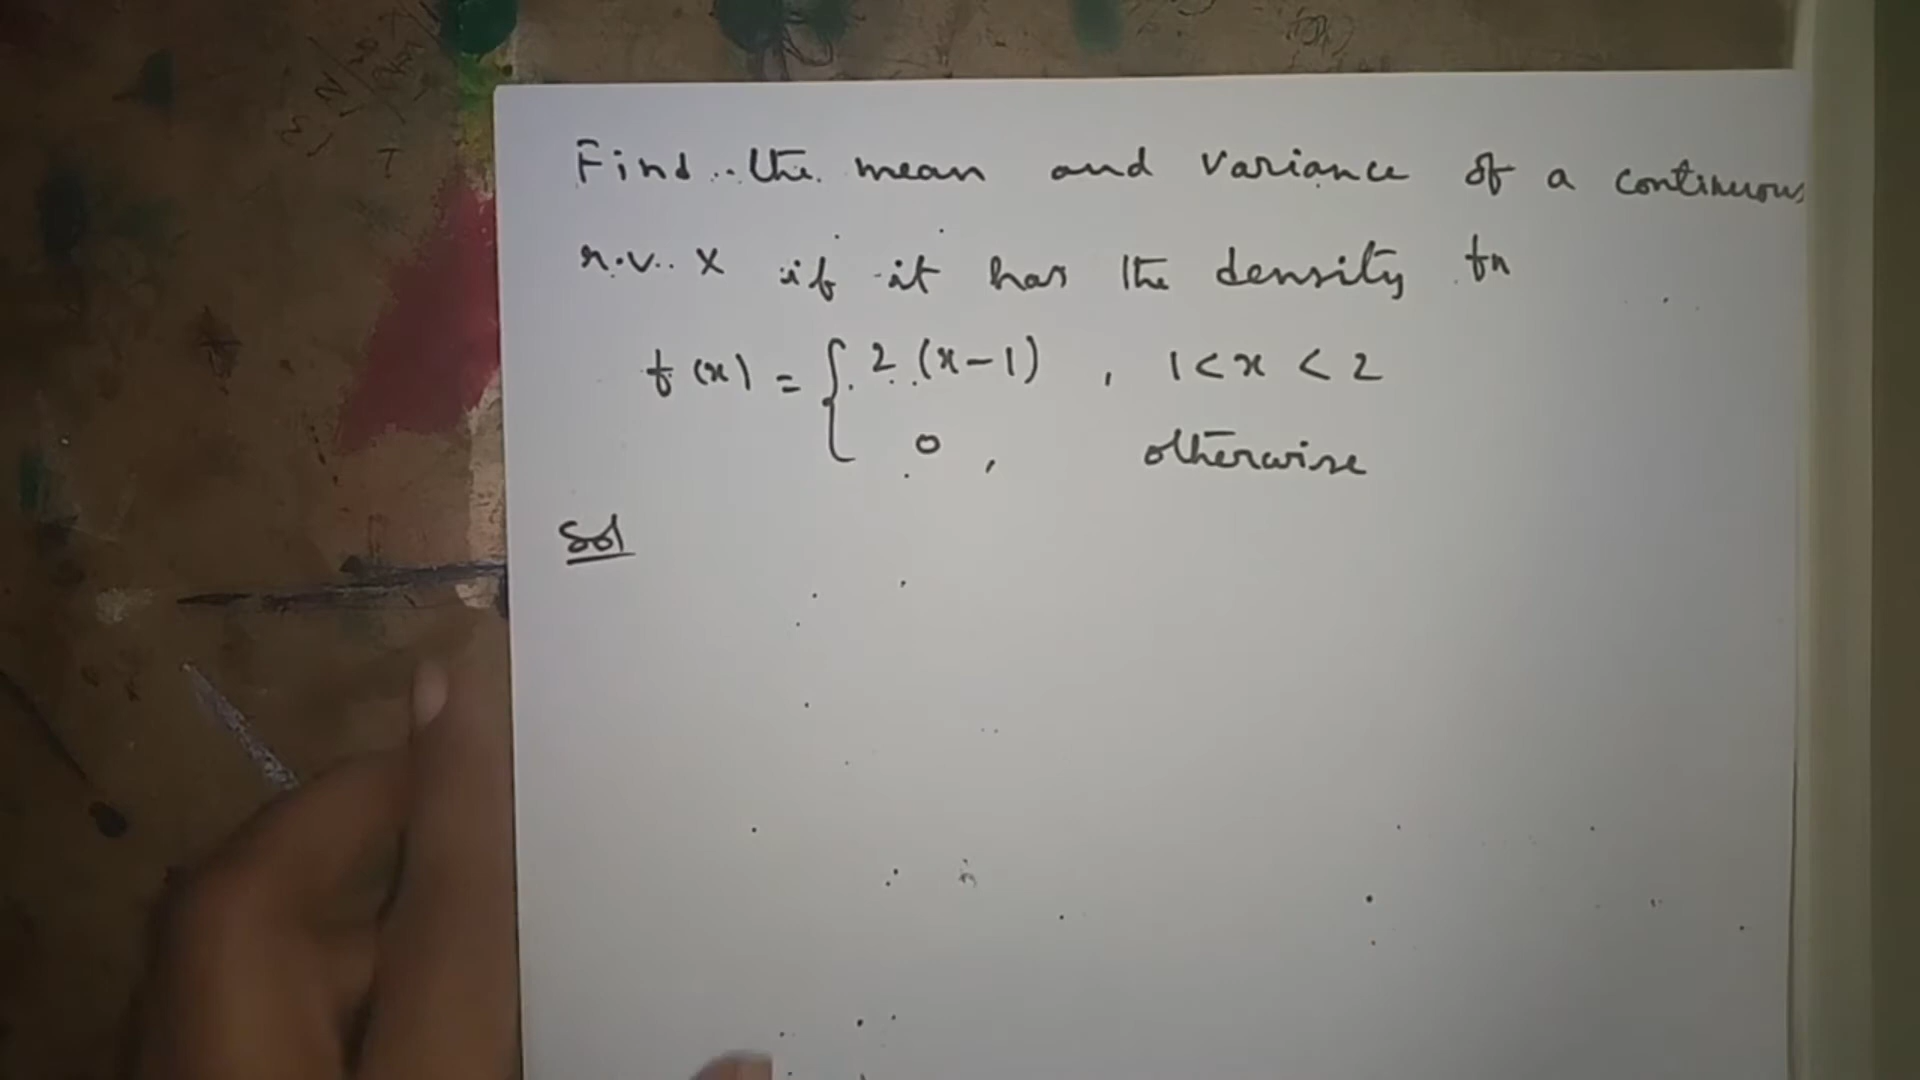 Find the mean and variance of a continuous
r.v. X if it has the density fn
f(x) = { 2(x-1) , 1<x<2
0 , otherwise
Sol